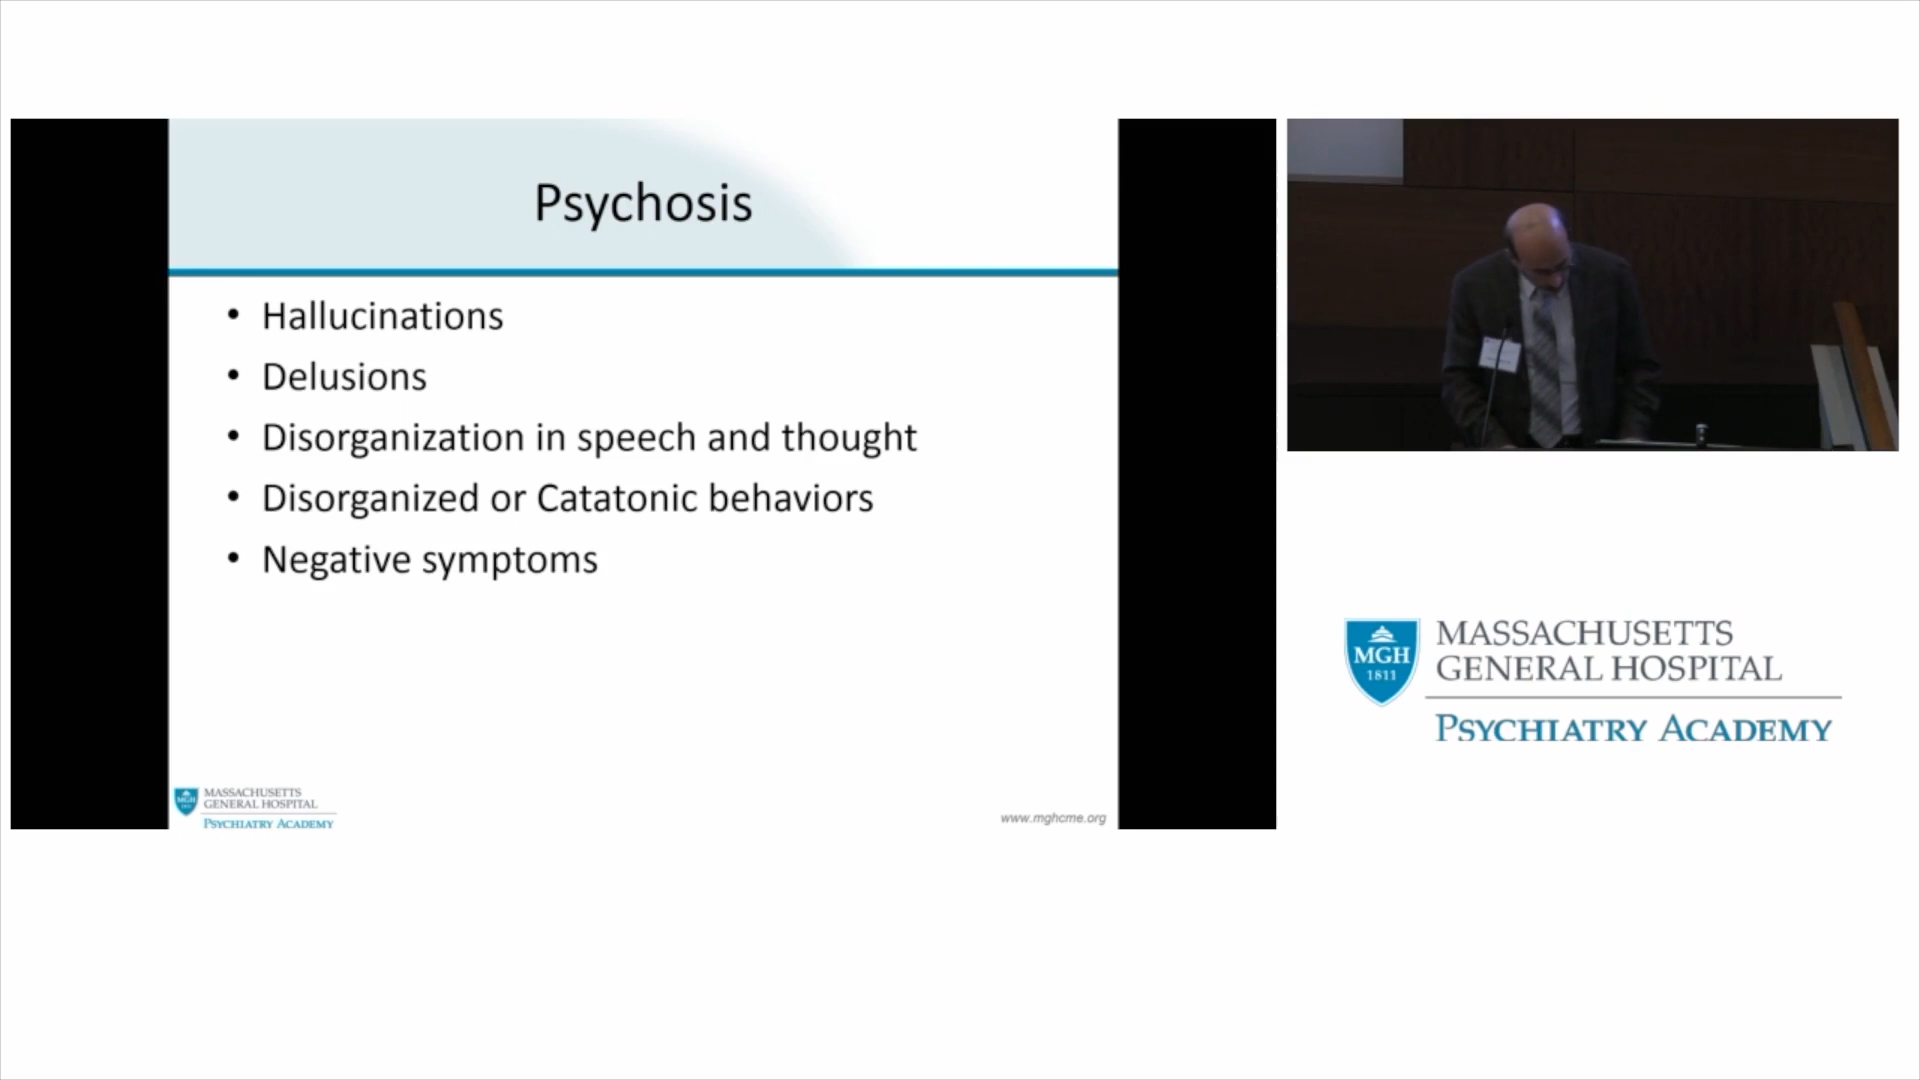 Psychosis
• Hallucinations
• Delusions
• Disorganization in speech and thought
• Disorganized or Catatonic behaviors
• Negative symptoms
MGH
MASSACHUSETTS
GENERAL HOSPITAL
PSYCHIATRY ACADEMY
www.mghcme.org
MGH
1811
MASSACHUSETTS
GENERAL HOSPITAL
PSYCHIATRY ACADEMY